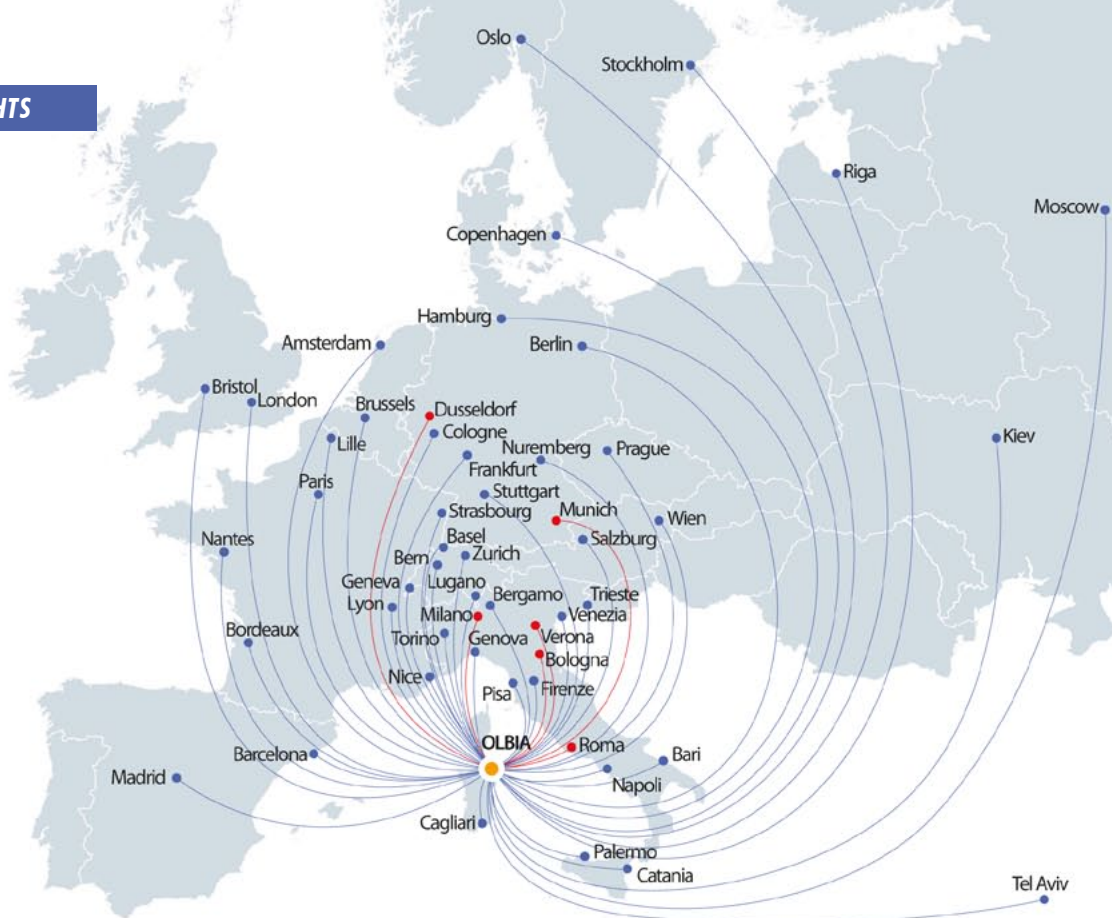 HTS
Oslo
Stockholm
Riga
Moscow
Copenhagen
Hamburg
Amsterdam
Berlin
Bristol
London
Brussels
Dusseldorf
Cologne
Lille
Nuremberg
Prague
Kiev
Frankfurt
Paris
Stuttgart
Strasbourg
Munich
Wien
Nantes
Basel
Salzburg
Bern
Zurich
Geneva
Lugano
Bergamo
Trieste
Lyon
Milano
Venezia
Bordeaux
Torino
Genova
Verona
Bologna
Nice
Pisa
Firenze
OLBIA
Roma
Bari
Barcelona
Madrid
Napoli
Cagliari
Palermo
Catania
Tel Aviv